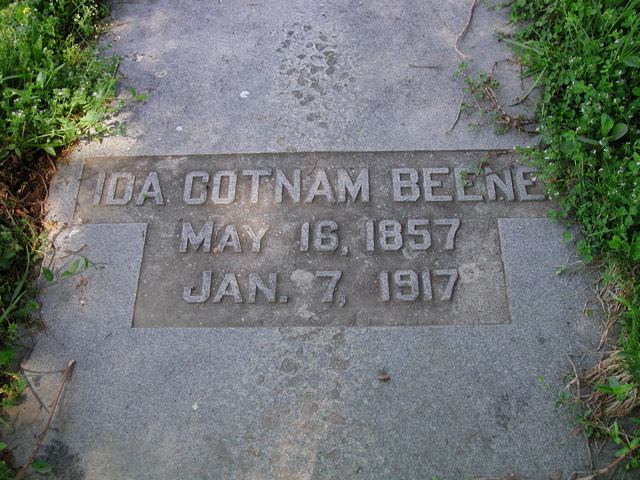 IDA COTNAM BEENE
MAY 16, 1857
JAN. 7, 1917